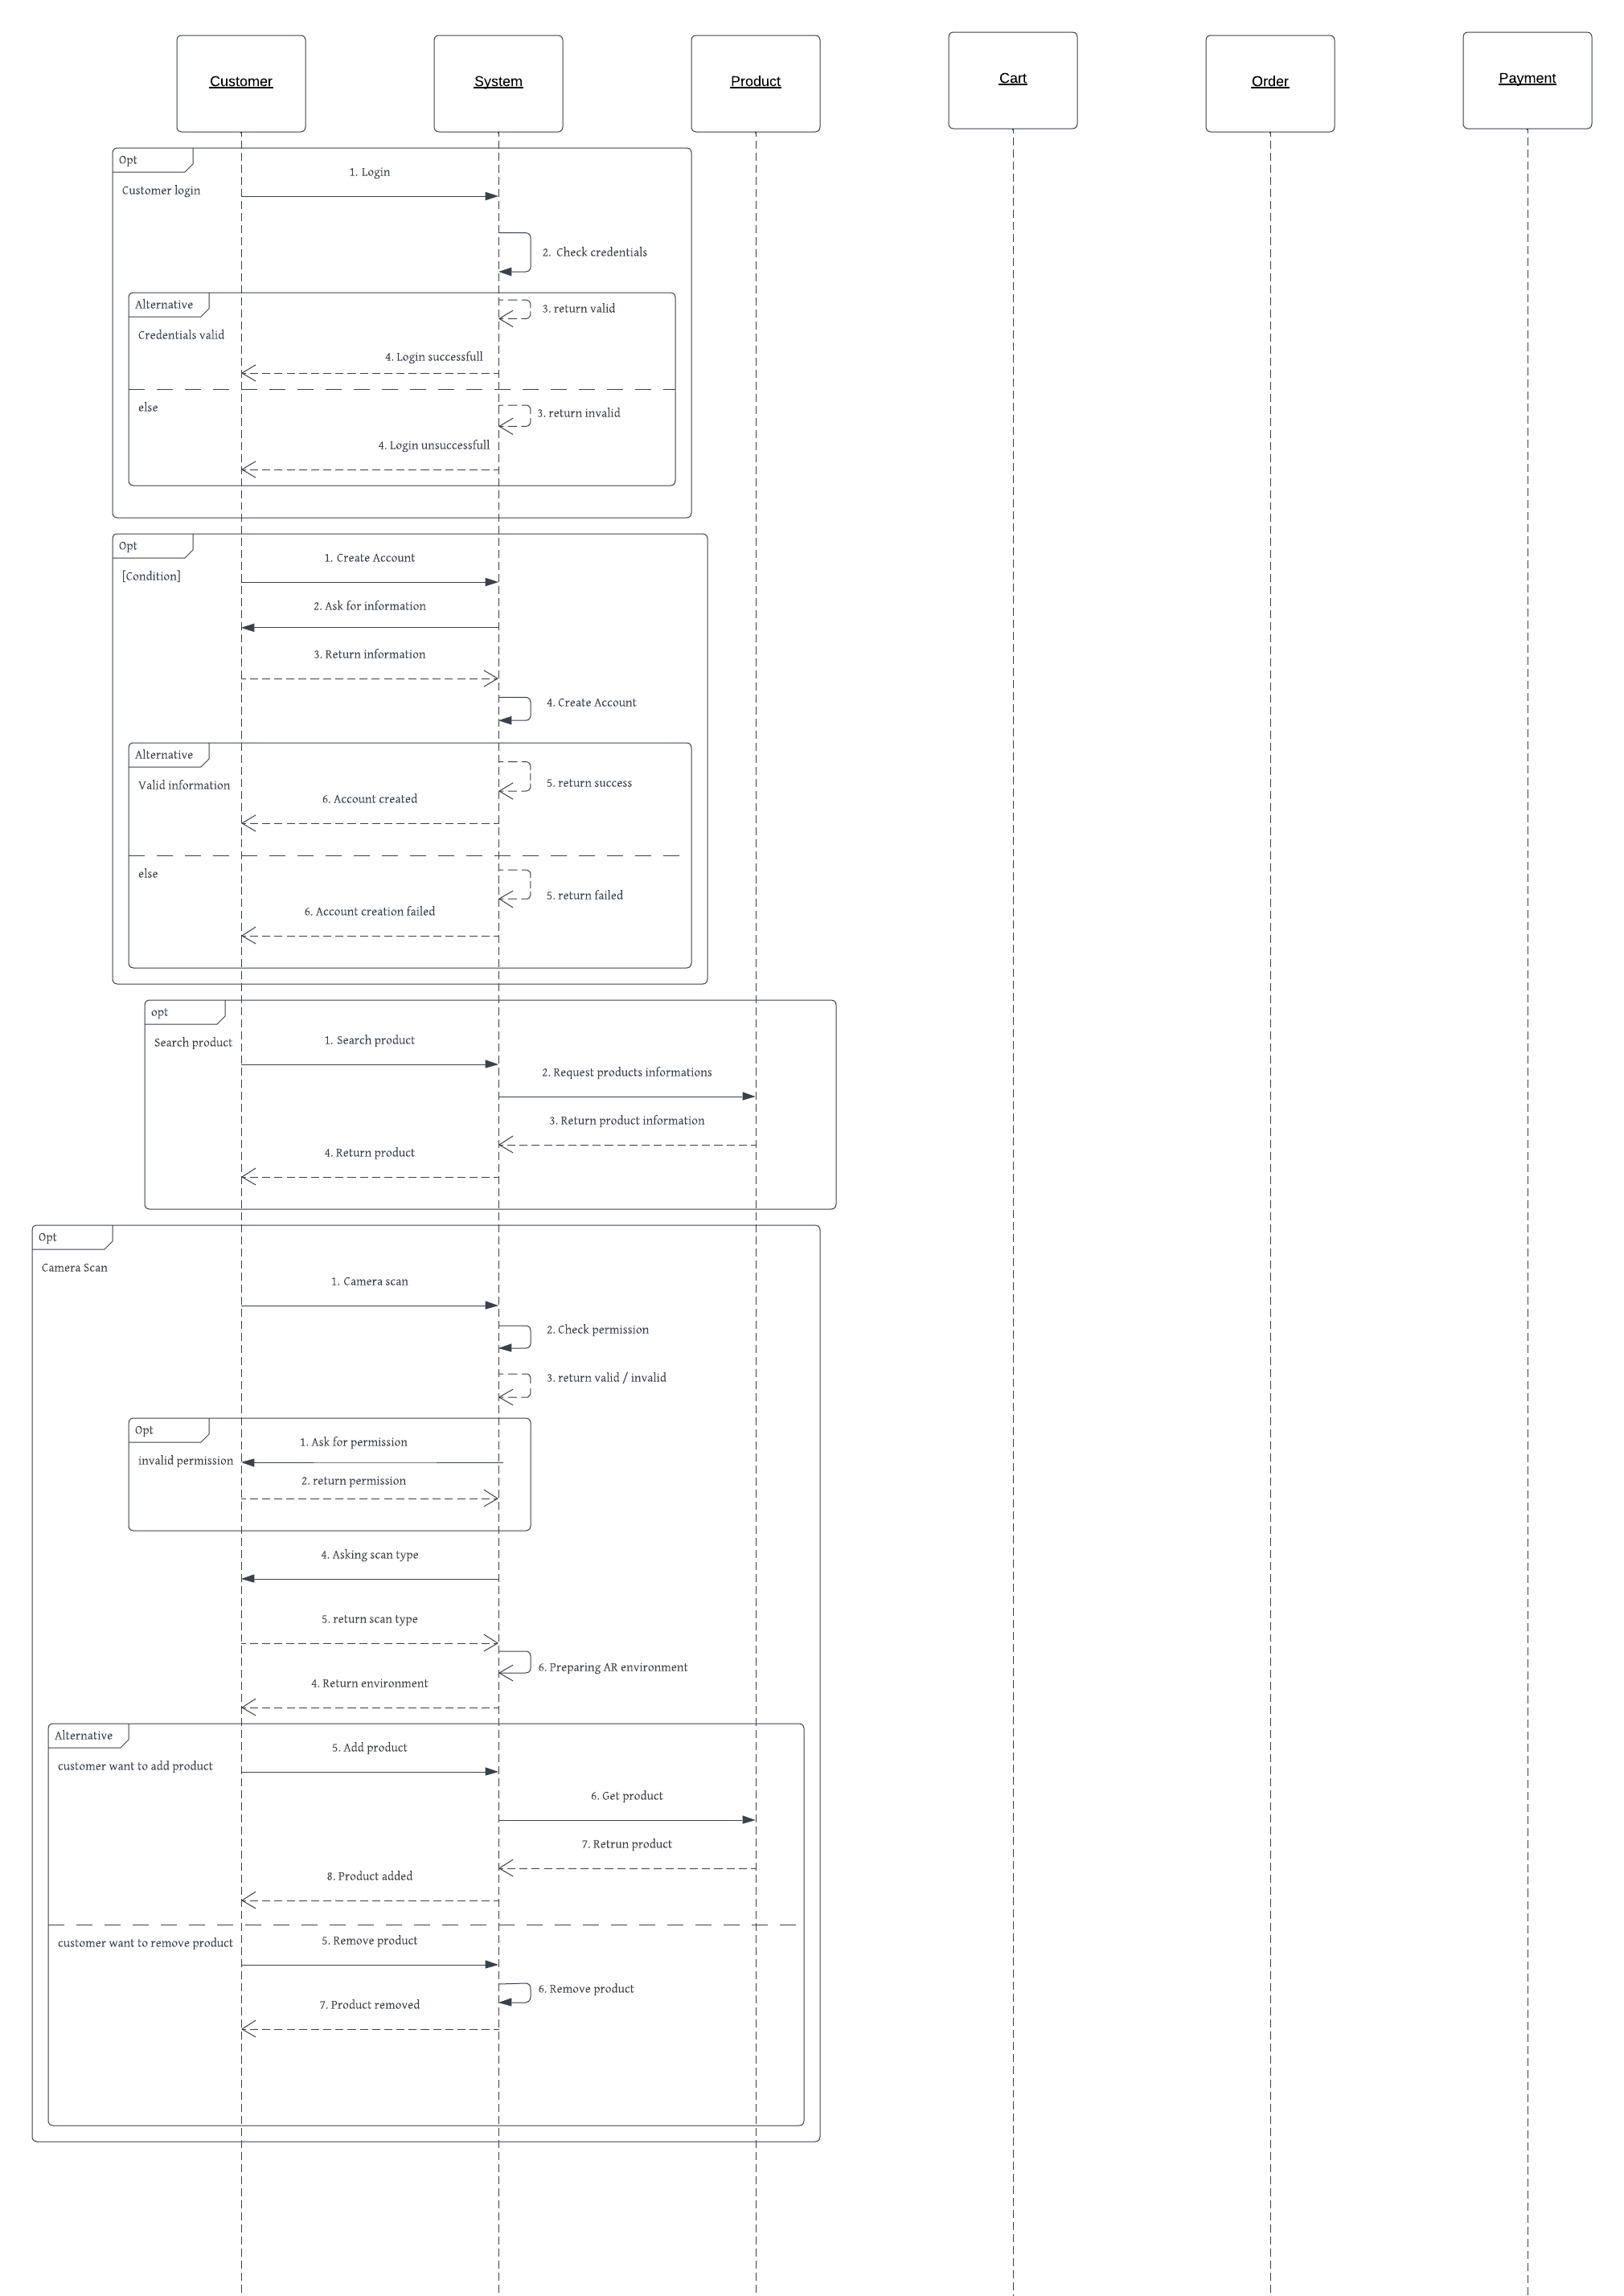 Customer
System
Product
Cart
Order
Payment
Opt
Customer login
1. Login
2. Check credentials
Alternative
Credentials valid
3. return valid
4. Login successfull
else
3. return invalid
4. Login unsuccessfull
Opt
[Condition]
1. Create Account
2. Ask for information
3. Return information
4. Create Account
Alternative
Valid information
5. return success
6. Account created
else
5. return failed
6. Account creation failed
opt
Search product
1. Search product
2. Request products informations
3. Return product information
4. Return product
Opt
Camera Scan
1. Camera scan
2. Check permission
3. return valid / invalid
Opt
invalid permission
1. Ask for permission
2. return permission
4. Asking scan type
5. return scan type
6. Preparing AR environment
4. Return environment
Alternative
customer want to add product
5. Add product
6. Get product
7. Retrun product
8. Product added
customer want to remove product
5. Remove product
6. Remove product
7. Product removed